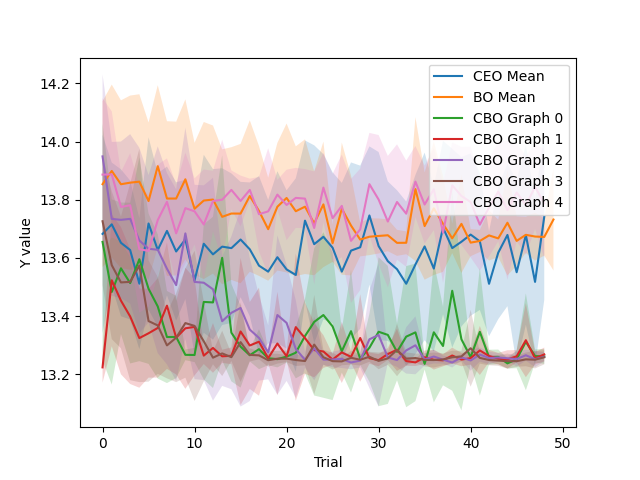 14.2
14.0
13.8
13.6
13.4
13.2
Y value
0
10
20
30
40
50
Trial
CEO Mean
BO Mean
CBO Graph 0
CBO Graph 1
CBO Graph 2
CBO Graph 3
CBO Graph 4